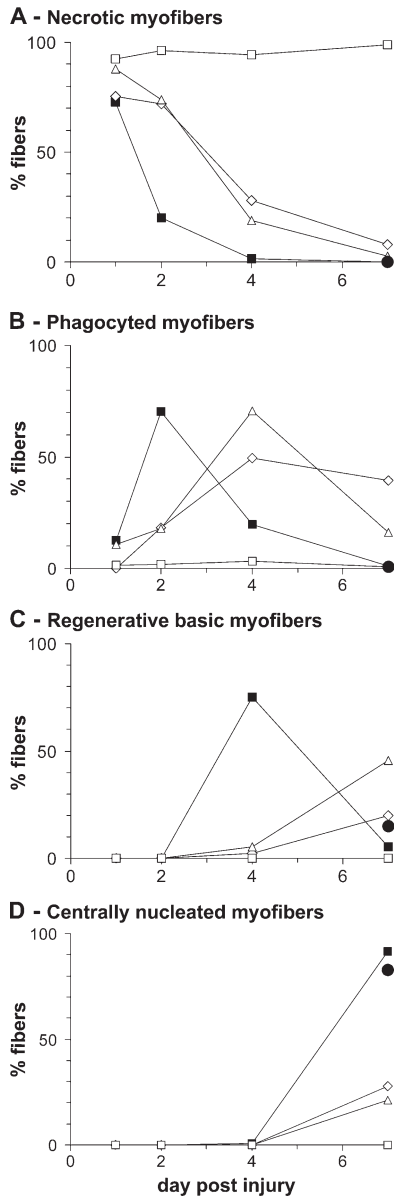 A - Necrotic myofibers
100
50
0
% fibers
0 2 4 6
B - Phagocyted myofibers
100
50
0
% fibers
0 2 4 6
C - Regenerative basic myofibers
100
50
0
% fibers
0 2 4 6
D - Centrally nucleated myofibers
100
50
0
% fibers
0 2 4 6
day post injury